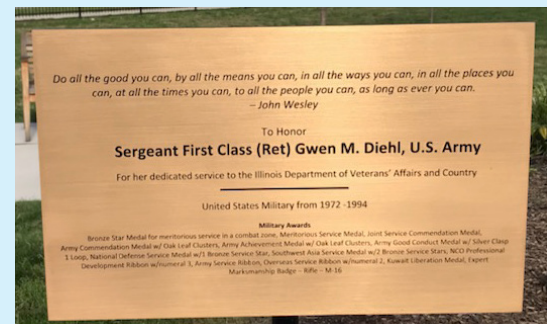 Do all the good you can, by all the means you can, in all the ways you can, in all the places you
can, at all the times you can, to all the people you can, as long as ever you can.
– John Wesley
To Honor
Sergeant First Class (Ret) Gwen M. Diehl, U.S. Army
For her dedicated service to the Illinois Department of Veterans' Affairs and Country
United States Military from 1972 -1994
Military Awards
Bronze Star Medal for meritorious service in a combat zone, Meritorious Service Medal, Joint Service Commendation Medal,
Army Commendation Medal w/ Oak Leaf Clusters, Army Achievement Medal w/ Oak Leaf Clusters, Army Good Conduct Medal w/ Silver Clasp
3 Loop, National Defense Service Medal w/1 Bronze Service Star, Southwest Asia Service Medal w/2 Bronze Service Stars, NCO Professional
Development Ribbon w/numeral 3, Army Service Ribbon, Overseas Service Ribbon w/numeral 2, Kuwait Liberation Medal, Expert
Marksmanship Badge - Rifle - M-16